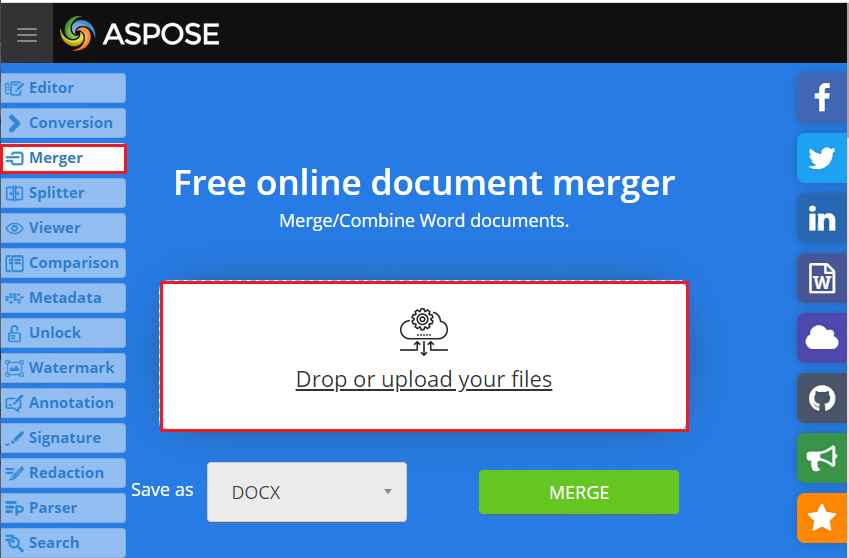 ASPOSE
Editor
Conversion
Merger
Splitter
Viewer
Comparison
Metadata
Unlock
Watermark
Annotation
Signature
Redaction
Parser
Search
Free online document merger
Merge/Combine Word documents.
Drop or upload your files
Save as DOCX MERGE